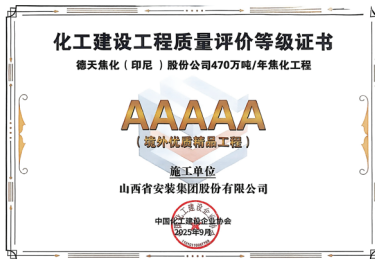 化工建设工程质量评价等级证书
德天焦化（印尼 ）股份公司470万吨/年焦化工程
AAAAA
（境外优质精品工程）
施工单位
山西省安装集团股份有限公司
中国化工建设企业协会
2025年9月